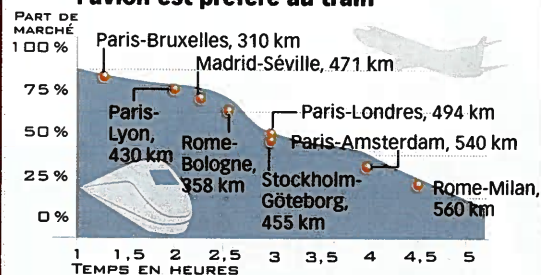 l'avion est préféré au train
PART DE
MARCHÉ
100 %
75 %
50 %
25 %
0 %
Paris-Bruxelles, 310 km
Madrid-Séville, 471 km
Paris-
Lyon,
430 km
Rome-
Bologne,
358 km
Paris-Londres, 494 km
Paris-Amsterdam, 540 km
Stockholm-
Göteborg,
455 km
Rome-Milan,
560 km
1 1,5 2 2,5 3 3,5 4 4,5 5
TEMPS EN HEURES